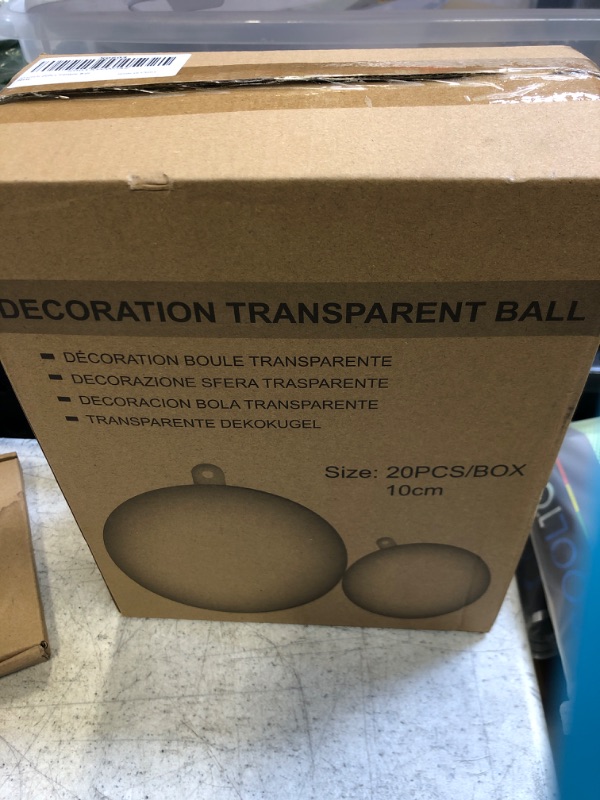 DECORATION TRANSPARENT BALL
DÉCORATION BOULE TRANSPARENTE
DECORAZIONE SFERA TRASPARENTE
DECORACION BOLA TRANSPARENTE
TRANSPARENTE DEKOKUGEL
Size: 20PCS/BOX
10cm